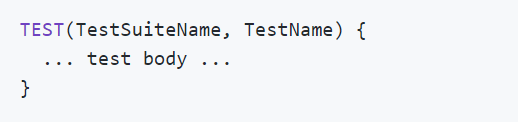 TEST(TestSuiteName, TestName) {
  ... test body ...
}